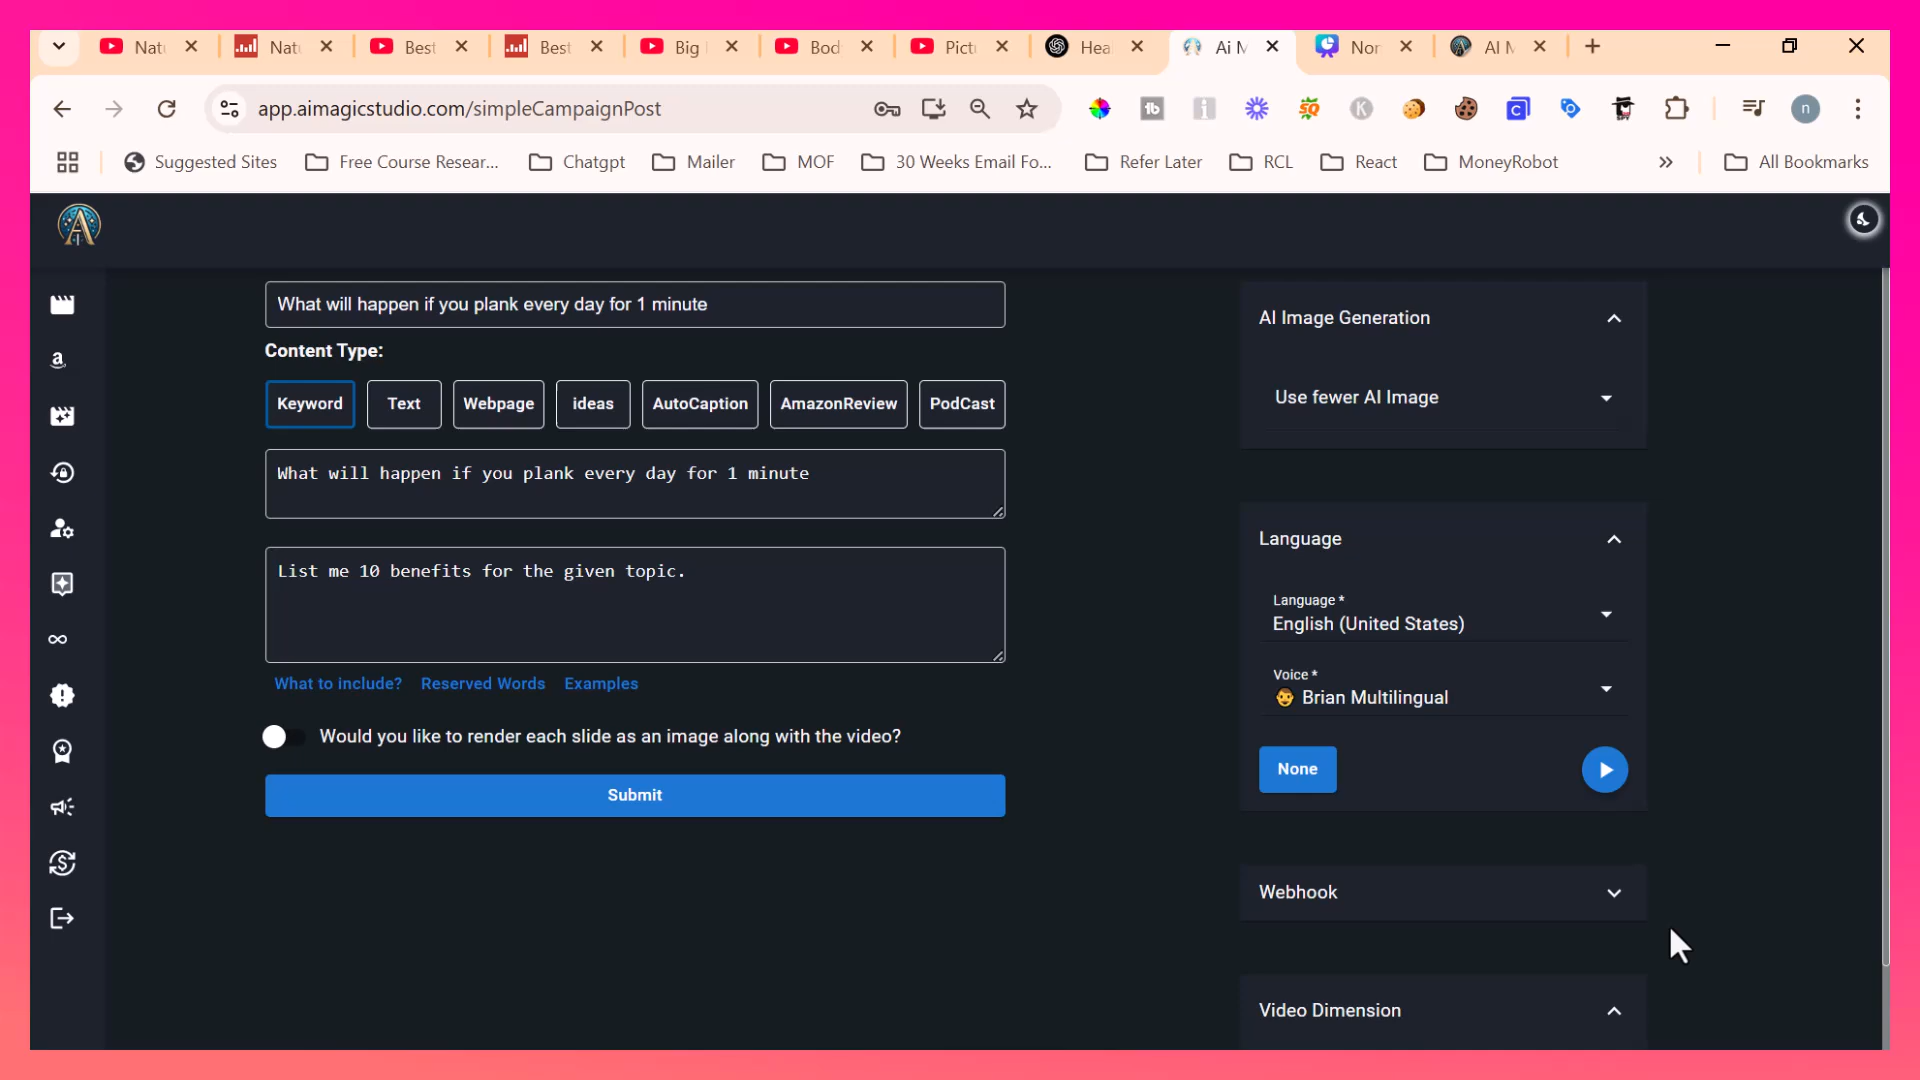 Nat
Nat
Best
Best
Big
Bod
Pict
Hea
Ai M
Nor
AI M
app.aimagicstudio.com/simpleCampaignPost
Suggested Sites
Free Course Resear...
Chatgpt
Mailer
MOF
30 Weeks Email Fo...
Refer Later
RCL
React
MoneyRobot
All Bookmarks
What will happen if you plank every day for 1 minute
Content Type:
Keyword
Text
Webpage
ideas
AutoCaption
AmazonReview
PodCast
What will happen if you plank every day for 1 minute
List me 10 benefits for the given topic.
What to include?
Reserved Words
Examples
Would you like to render each slide as an image along with the video?
Submit
AI Image Generation
Use fewer AI Image
Language
Language *
English (United States)
Voice *
Brian Multilingual
None
Webhook
Video Dimension